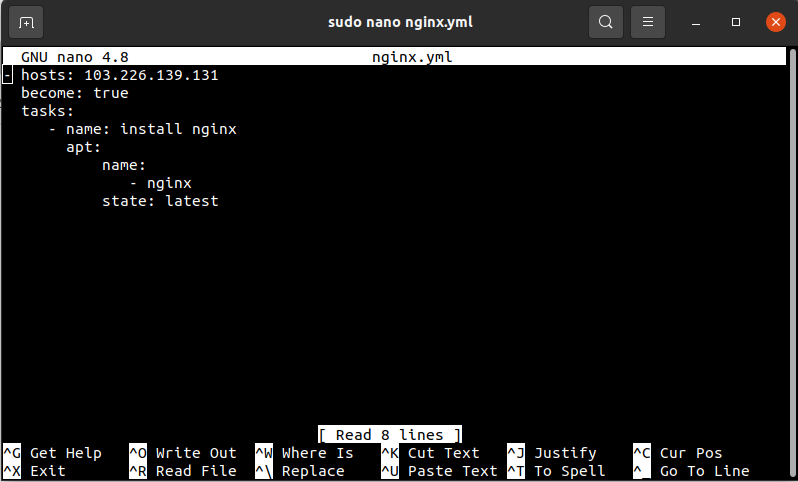 sudo nano nginx.yml
GNU nano 4.8 nginx.yml
- hosts: 103.226.139.131
  become: true
  tasks:
     - name: install nginx
       apt:
           name:
              - nginx
           state: latest
[ Read 8 lines ]
^G Get Help ^O Write Out ^W Where Is ^K Cut Text ^J Justify ^C Cur Pos
^X Exit ^R Read File ^\ Replace ^U Paste Text ^T To Spell ^_ Go To Line